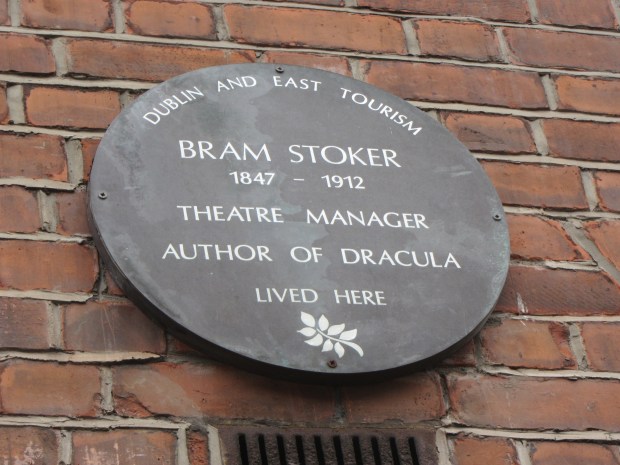 DUBLIN AND EAST TOURISM
BRAM STOKER
1847 – 1912
THEATRE MANAGER
AUTHOR OF DRACULA
LIVED HERE